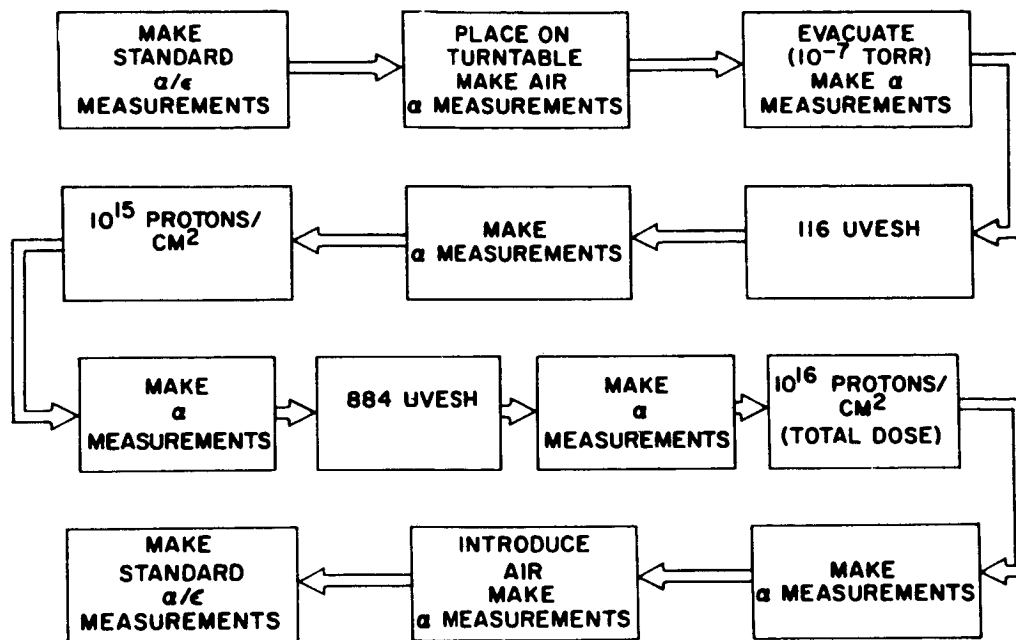 MAKE
STANDARD
α/ϵ
MEASUREMENTS
PLACE ON
TURNTABLE
MAKE AIR
α MEASUREMENTS
EVACUATE
(10⁻⁷ TORR)
MAKE α
MEASUREMENTS
116 UVESH
MAKE
α MEASUREMENTS
10¹⁵ PROTONS/
CM²
MAKE
α
MEASUREMENTS
884 UVESH
MAKE
α
MEASUREMENTS
10¹⁶ PROTONS/
CM²
(TOTAL DOSE)
MAKE
α MEASUREMENTS
INTRODUCE
AIR
MAKE
α MEASUREMENTS
MAKE
STANDARD
α/ϵ
MEASUREMENTS